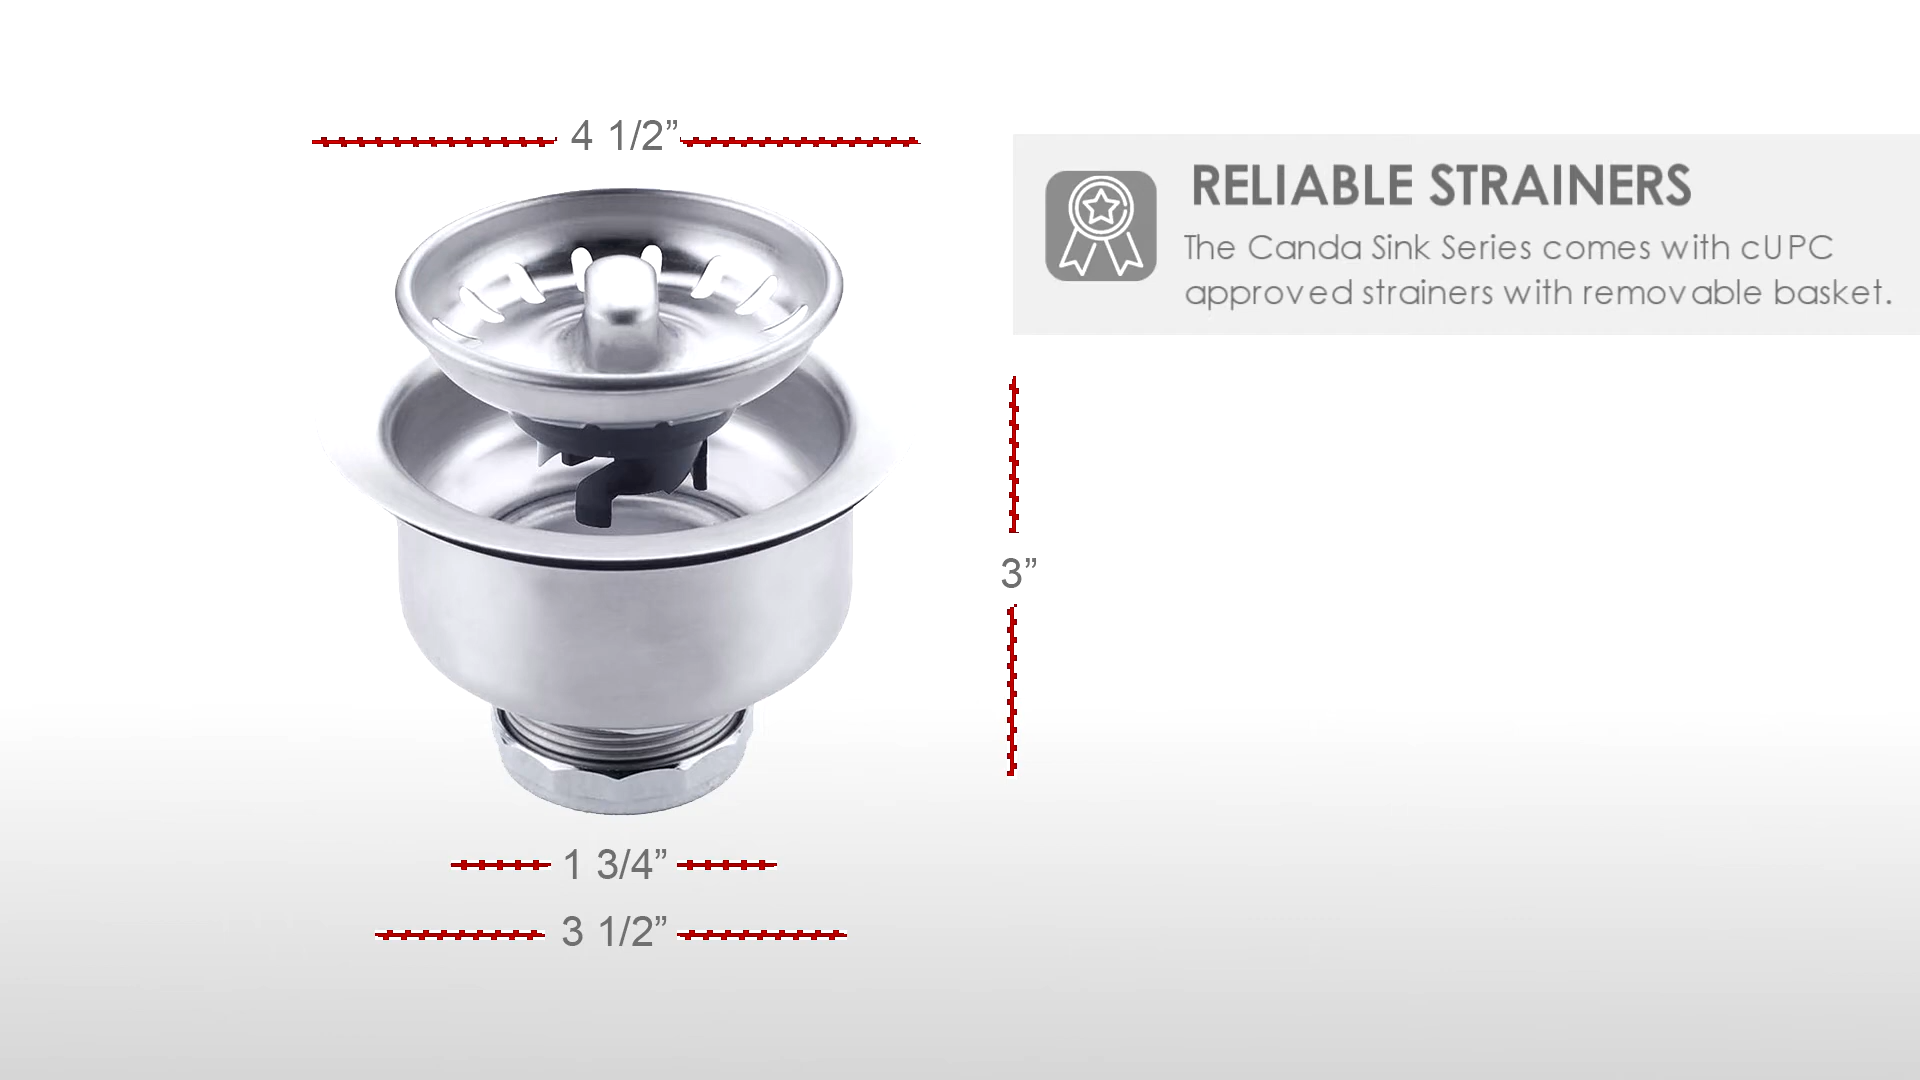 4 1/2”
RELIABLE STRAINERS
The Canda Sink Series comes with cUPC
approved strainers with removable basket.
3”
1 3/4”
3 1/2”